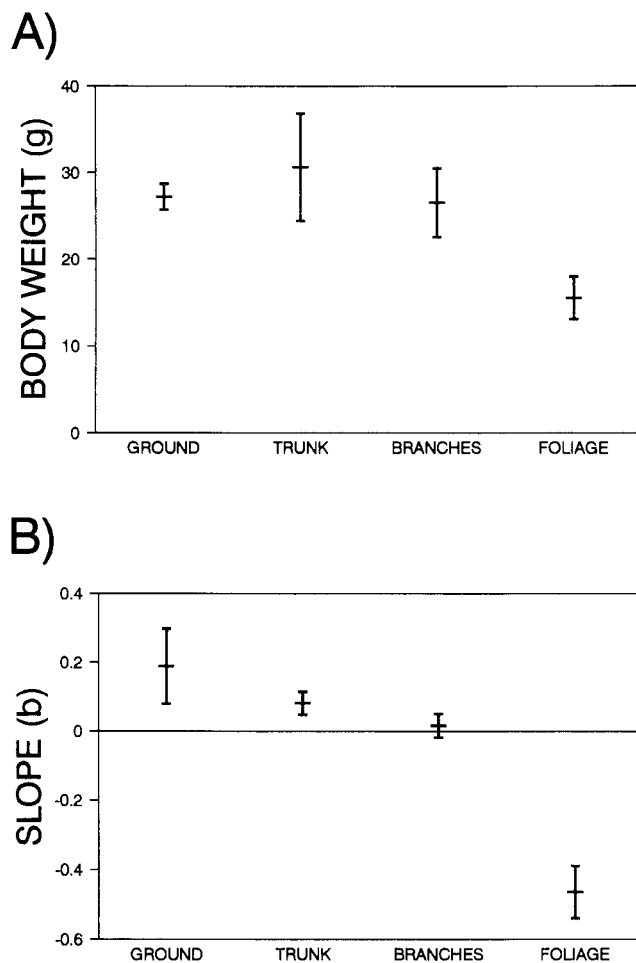 A)
BODY WEIGHT (g)
40
30
20
10
0
GROUND TRUNK BRANCHES FOLIAGE
B)
SLOPE (b)
0.4
0.2
0
-0.2
-0.4
-0.6
GROUND TRUNK BRANCHES FOLIAGE